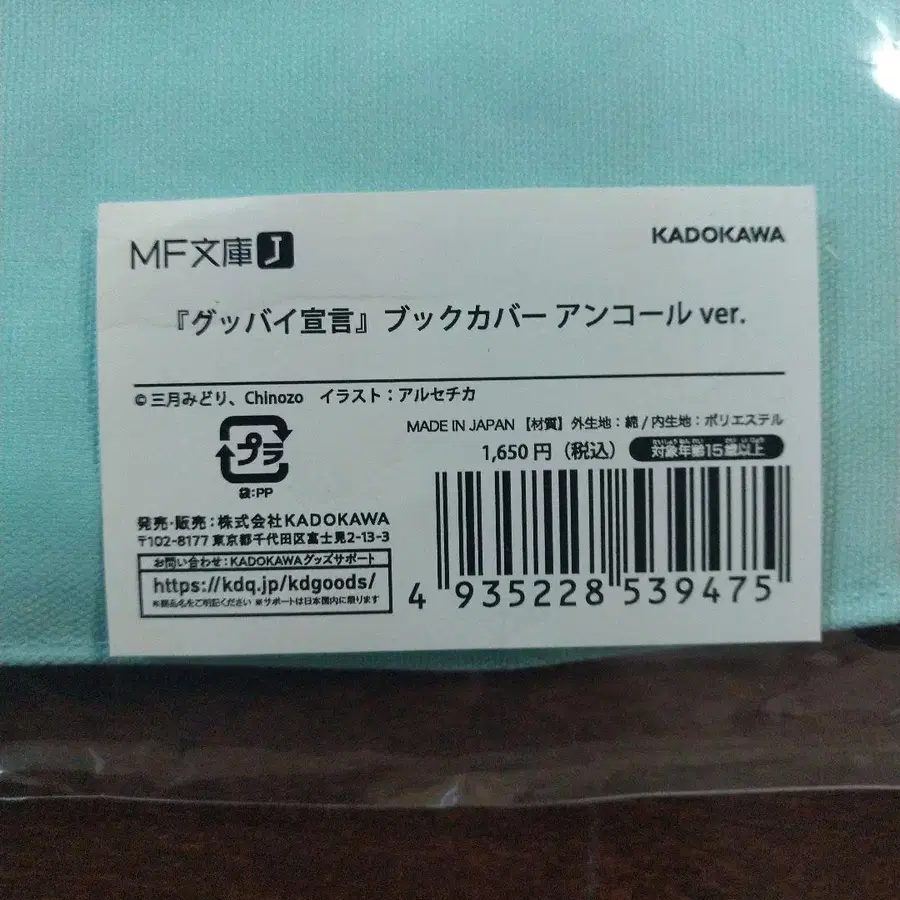 MF文庫J
KADOKAWA
『グッバイ宣言』ブックカバー アンコール ver.
© 三月みどり、Chinozo イラスト：アルセチカ
MADE IN JAPAN【材質】外生地：綿 / 内生地：ポリエステル
1,650 円（税込）
対象年齢15歳以上
プラ
袋：PP
発売・販売：株式会社KADOKAWA
〒102-8177 東京都千代田区富士見2-13-3
お問い合わせ：KADOKAWAグッズサポート
https://kdq.jp/kdgoods/
※商品名をご明記ください ※サポートは日本国内に限ります
4 935228 539475